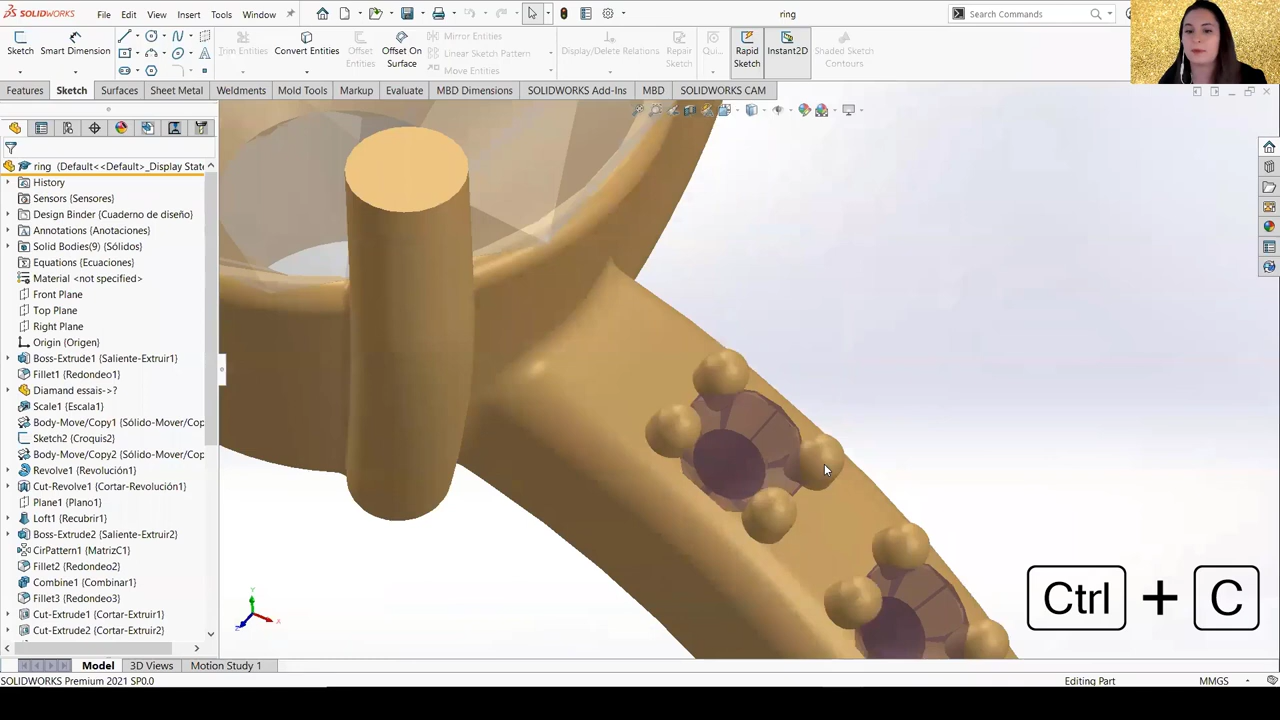 SOLIDWORKS File Edit View Insert Tools Window ring Search Commands
Sketch Smart Dimension Trim Entities Convert Entities Offset Entities Offset On Surface Mirror Entities Linear Sketch Pattern Move Entities Display/Delete Relations Repair Sketch Qui... Rapid Sketch Instant2D Shaded Sketch Contours
Features Sketch Surfaces Sheet Metal Weldments Mold Tools Markup Evaluate MBD Dimensions SOLIDWORKS Add-Ins MBD SOLIDWORKS CAM
ring (Default<<Default>_Display State
History
Sensors (Sensores)
Design Binder (Cuaderno de diseño)
Annotations (Anotaciones)
Solid Bodies(9) (Sólidos)
Equations (Ecuaciones)
Material <not specified>
Front Plane
Top Plane
Right Plane
Origin (Origen)
Boss-Extrude1 (Saliente-Extruir1)
Fillet1 (Redondeo1)
Diamand essais->?
Scale1 (Escala1)
Body-Move/Copy1 (Sólido-Mover/Cop
Sketch2 (Croquis2)
Body-Move/Copy2 (Sólido-Mover/Cop
Revolve1 (Revolución1)
Cut-Revolve1 (Cortar-Revolución1)
Plane1 (Plano1)
Loft1 (Recubrir1)
Boss-Extrude2 (Saliente-Extruir2)
CirPattern1 (MatrizC1)
Fillet2 (Redondeo2)
Combine1 (Combinar1)
Fillet3 (Redondeo3)
Cut-Extrude1 (Cortar-Extruir1)
Cut-Extrude2 (Cortar-Extruir2)
Ctrl + C
Model 3D Views Motion Study 1
SOLIDWORKS Premium 2021 SP0.0 Editing Part MMGS